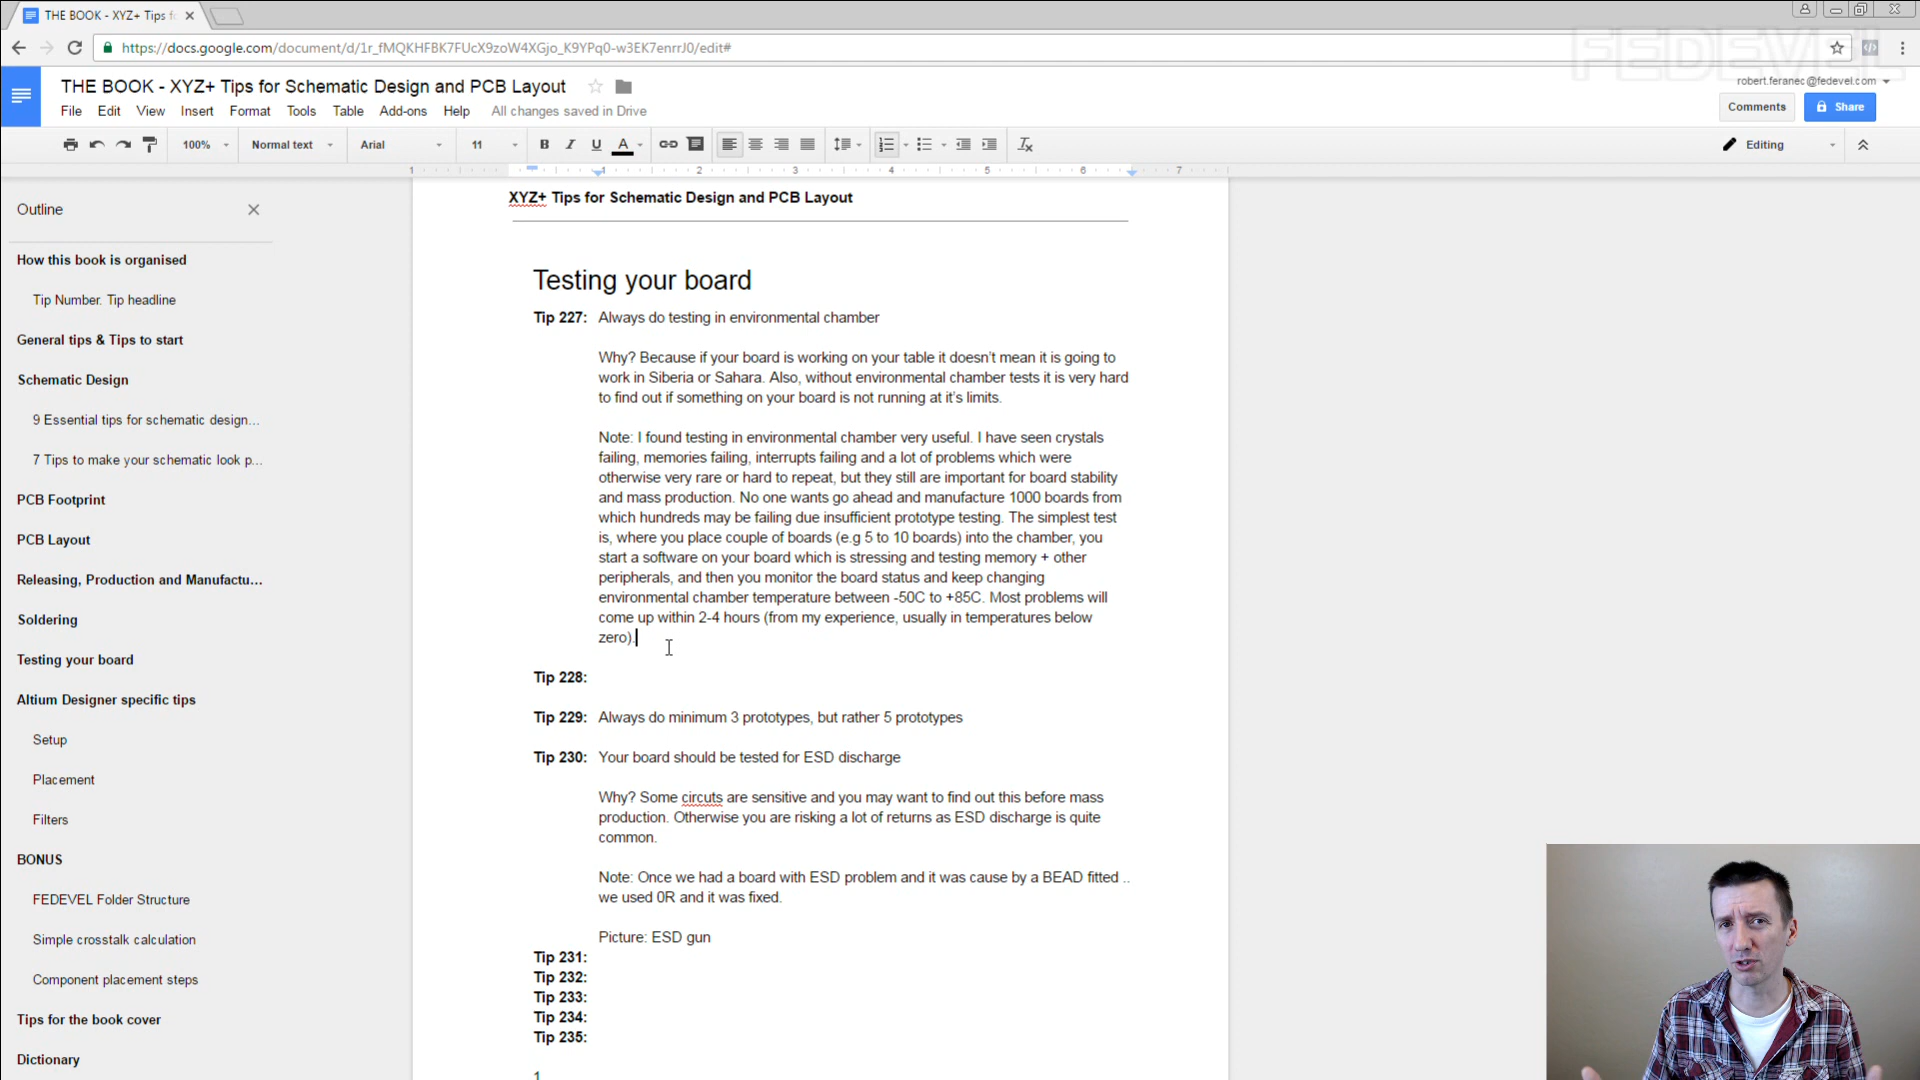 THE BOOK - XYZ+ Tips f
https://docs.google.com/document/d/1r_fMQKHFBK7FUcX9zoW4XGjo_K9YPq0-w3EK7enrrJ0/edit#
FEDEVEL
THE BOOK - XYZ+ Tips for Schematic Design and PCB Layout
robert.feranec@fedevel.com
File Edit View Insert Format Tools Table Add-ons Help All changes saved in Drive
Comments Share
100% Normal text Arial 11 B I U A Editing
1 1 2 3 4 5 6 7
XYZ+ Tips for Schematic Design and PCB Layout
Outline
How this book is organised
Tip Number. Tip headline
General tips & Tips to start
Schematic Design
9 Essential tips for schematic design...
7 Tips to make your schematic look p...
PCB Footprint
PCB Layout
Releasing, Production and Manufactu...
Soldering
Testing your board
Altium Designer specific tips
Setup
Placement
Filters
BONUS
FEDEVEL Folder Structure
Simple crosstalk calculation
Component placement steps
Tips for the book cover
Dictionary
Testing your board
Tip 227: Always do testing in environmental chamber
Why? Because if your board is working on your table it doesn't mean it is going to
work in Siberia or Sahara. Also, without environmental chamber tests it is very hard
to find out if something on your board is not running at it's limits.
Note: I found testing in environmental chamber very useful. I have seen crystals
failing, memories failing, interrupts failing and a lot of problems which were
otherwise very rare or hard to repeat, but they still are important for board stability
and mass production. No one wants go ahead and manufacture 1000 boards from
which hundreds may be failing due insufficient prototype testing. The simplest test
is, where you place couple of boards (e.g 5 to 10 boards) into the chamber, you
start a software on your board which is stressing and testing memory + other
peripherals, and then you monitor the board status and keep changing
environmental chamber temperature between -50C to +85C. Most problems will
come up within 2-4 hours (from my experience, usually in temperatures below
zero).
Tip 228:
Tip 229: Always do minimum 3 prototypes, but rather 5 prototypes
Tip 230: Your board should be tested for ESD discharge
Why? Some circuts are sensitive and you may want to find out this before mass
production. Otherwise you are risking a lot of returns as ESD discharge is quite
common.
Note: Once we had a board with ESD problem and it was cause by a BEAD fitted ..
we used 0R and it was fixed.
Picture: ESD gun
Tip 231:
Tip 232:
Tip 233:
Tip 234:
Tip 235:
1